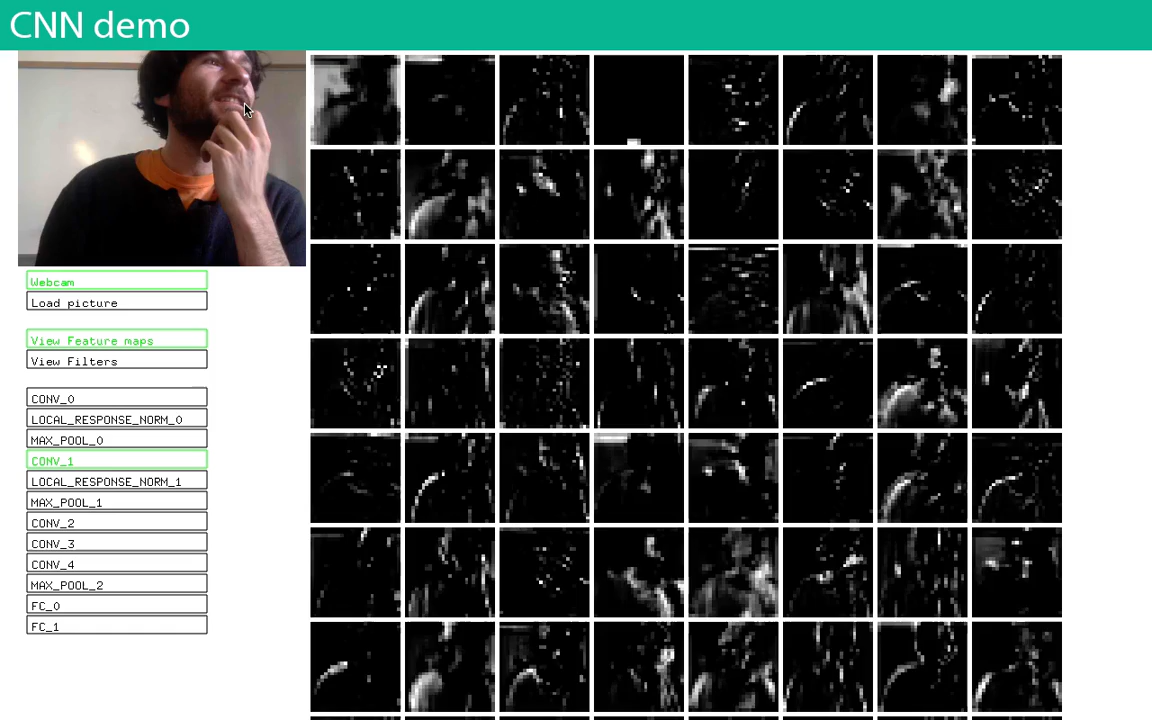 CNN demo
Webcam
Load picture
View Feature maps
View Filters
CONV_0
LOCAL_RESPONSE_NORM_0
MAX_POOL_0
CONV_1
LOCAL_RESPONSE_NORM_1
MAX_POOL_1
CONV_2
CONV_3
CONV_4
MAX_POOL_2
FC_0
FC_1